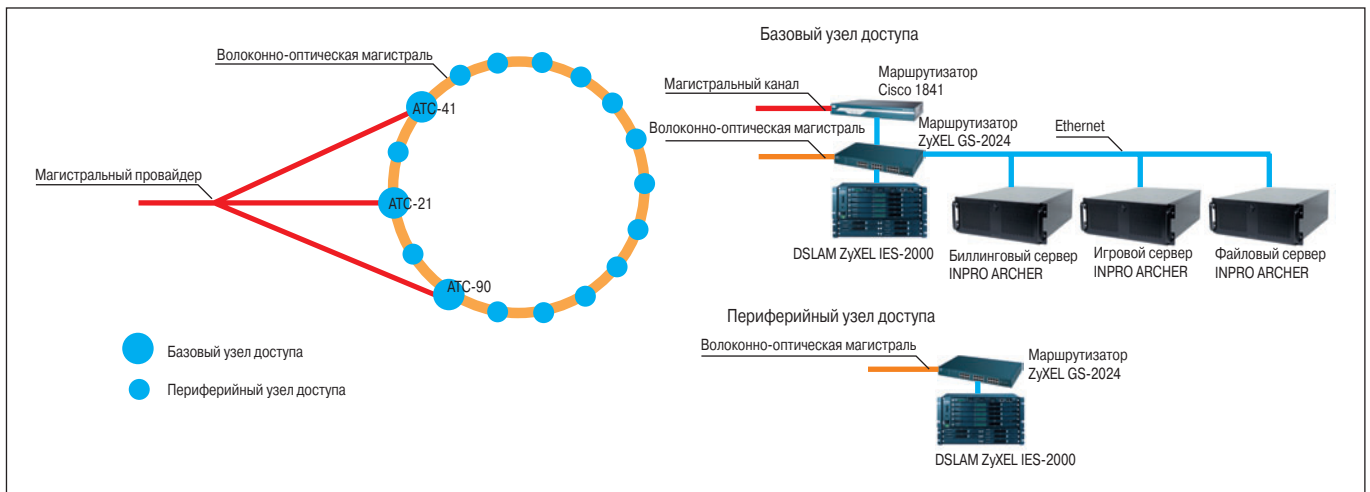 Волоконно-оптическая магистраль
АТС-41
Магистральный провайдер
АТС-21
АТС-90
Базовый узел доступа
Периферийный узел доступа
Базовый узел доступа
Магистральный канал
Маршрутизатор
Cisco 1841
Волоконно-оптическая магистраль
Маршрутизатор
ZyXEL GS-2024
Ethernet
DSLAM ZyXEL IES-2000
Биллинговый сервер
INPRO ARCHER
Игровой сервер
INPRO ARCHER
Файловый сервер
INPRO ARCHER
Периферийный узел доступа
Волоконно-оптическая магистраль
Маршрутизатор
ZyXEL GS-2024
DSLAM ZyXEL IES-2000